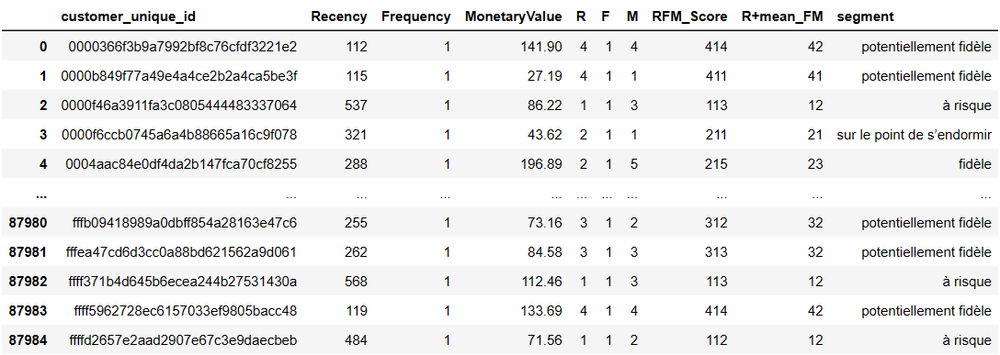 customer_unique_id Recency Frequency MonetaryValue R F M RFM_Score R+mean_FM segment
0 0000366f3b9a7992bf8c76cfdf3221e2 112 1 141.90 4 1 4 414 42 potentiellement fidèle
1 0000b849f77a49e4a4ce2b2a4ca5be3f 115 1 27.19 4 1 1 411 41 potentiellement fidèle
2 0000f46a3911fa3c0805444483337064 537 1 86.22 1 1 3 113 12 à risque
3 0000f6ccb0745a6a4b88665a16c9f078 321 1 43.62 2 1 1 211 21 sur le point de s’endormir
4 0004aac84e0df4da2b147fca70cf8255 288 1 196.89 2 1 5 215 23 fidèle
... ... ... ... ... ... ... ... ... ... ...
87980 fffb09418989a0dbff854a28163e47c6 255 1 73.16 3 1 2 312 32 potentiellement fidèle
87981 fffea47cd6d3cc0a88bd621562a9d061 262 1 84.58 3 1 3 313 32 potentiellement fidèle
87982 ffff371b4d645b6ecea244b27531430a 568 1 112.46 1 1 3 113 12 à risque
87983 ffff5962728ec6157033ef9805bacc48 119 1 133.69 4 1 4 414 42 potentiellement fidèle
87984 ffffd2657e2aad2907e67c3e9daecbeb 484 1 71.56 1 1 2 112 12 à risque